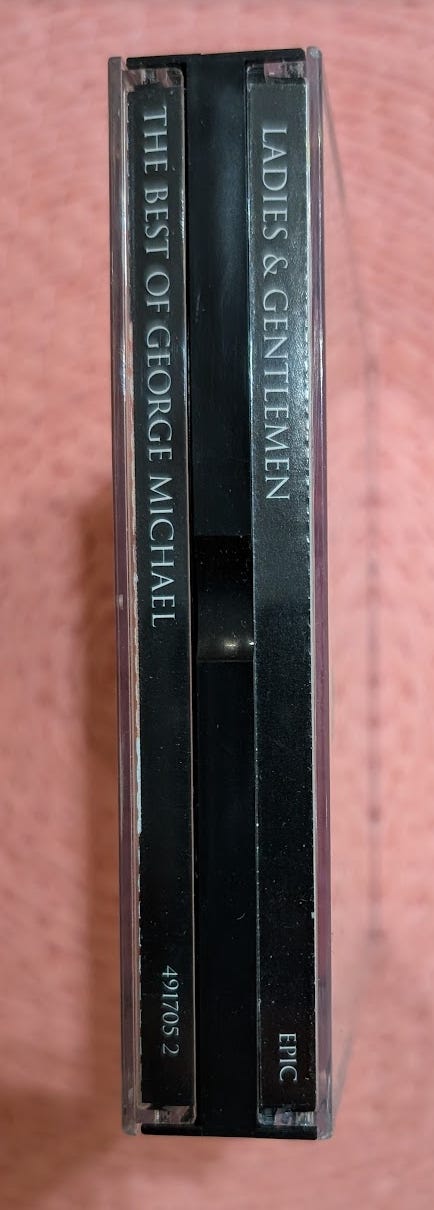 LADIES & GENTLEMEN EPIC
THE BEST OF GEORGE MICHAEL 491705 2